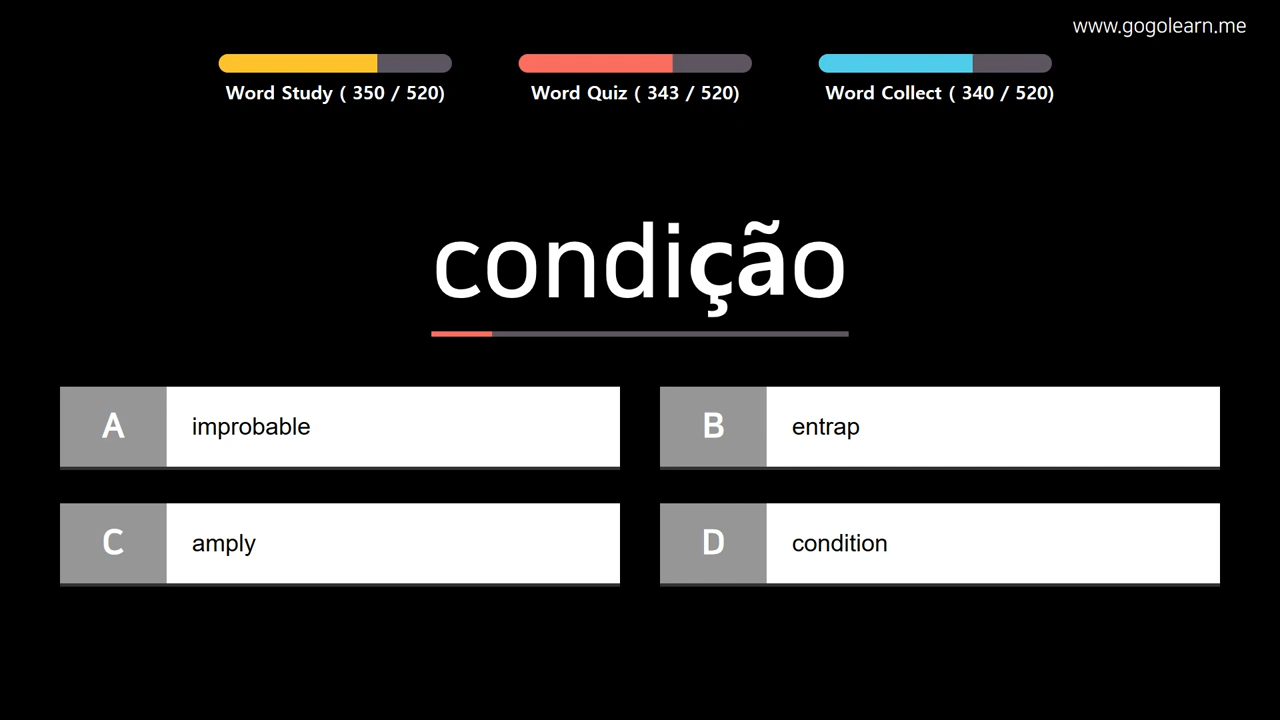 www.gogolearn.me
Word Study ( 350 / 520)
Word Quiz ( 343 / 520)
Word Collect ( 340 / 520)
condição
A improbable
B entrap
C amply
D condition